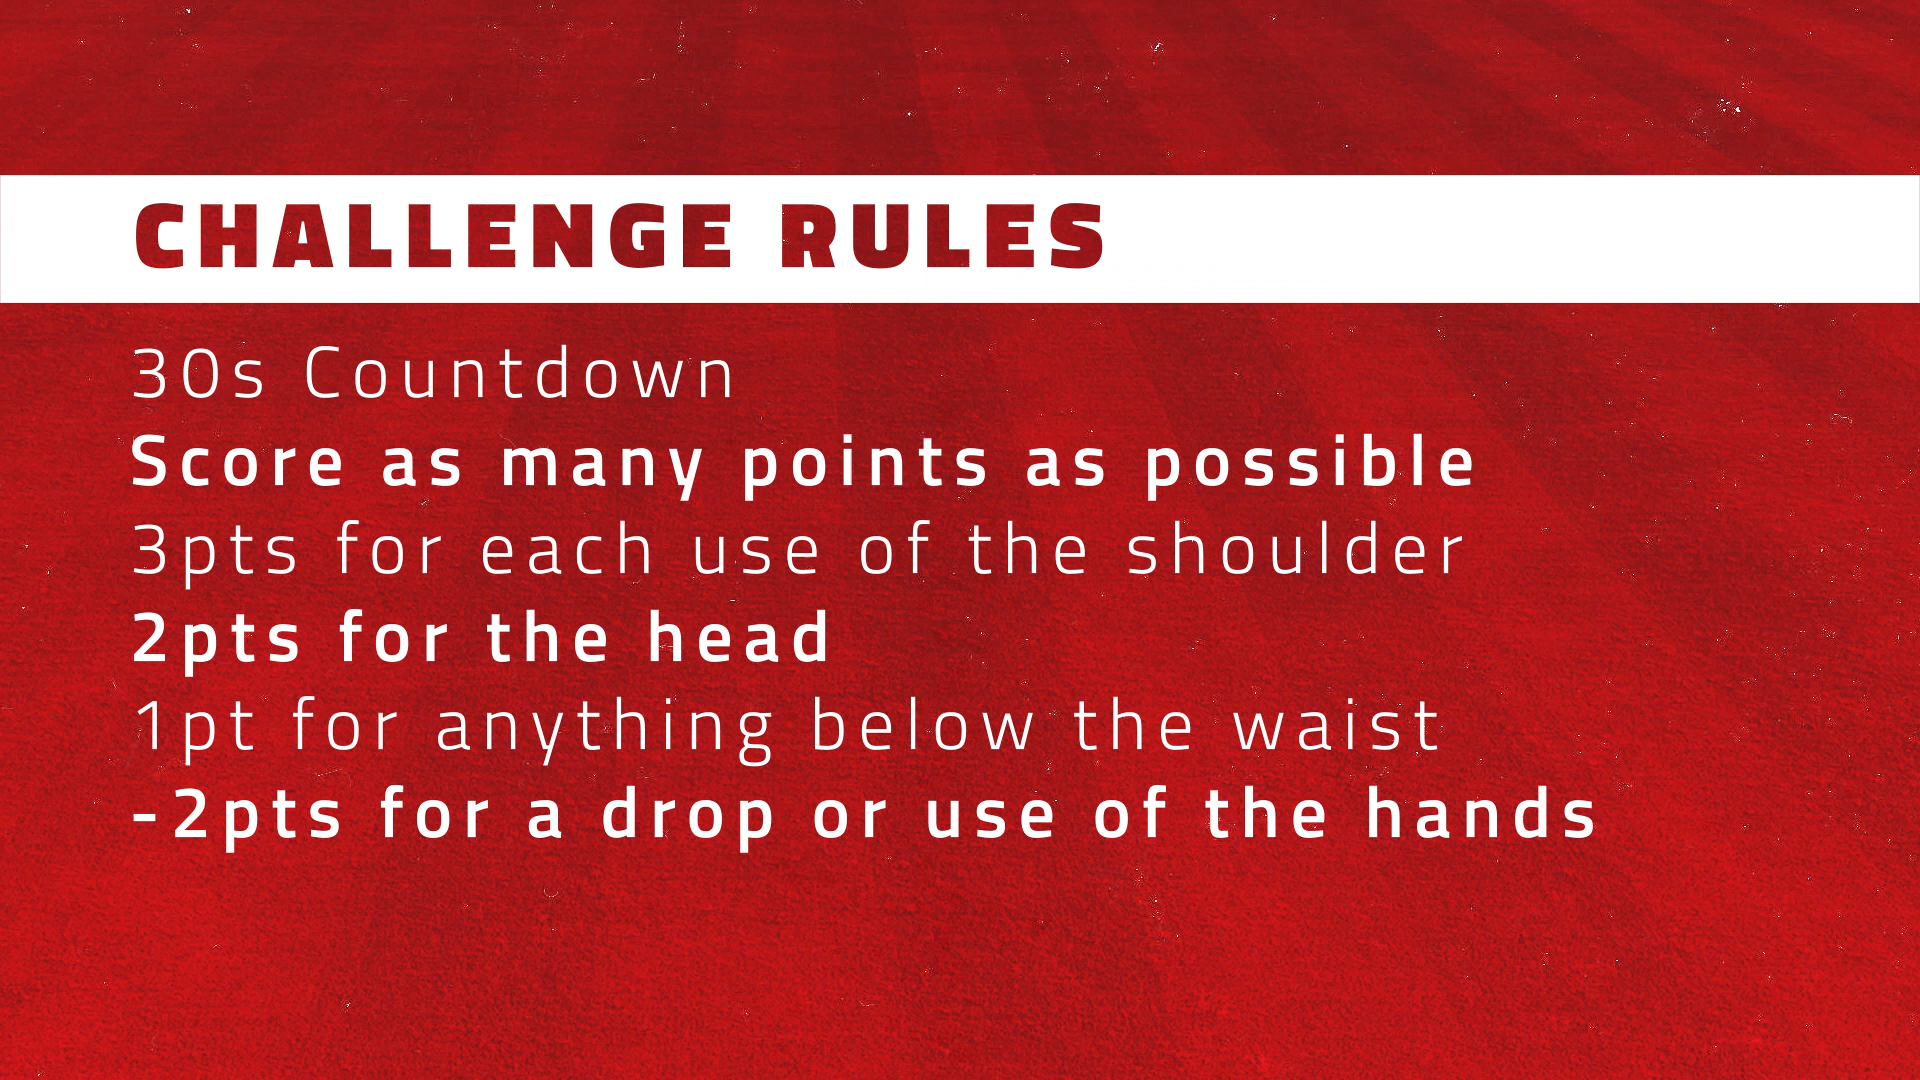 CHALLENGE RULES
30s Countdown
Score as many points as possible
3pts for each use of the shoulder
2pts for the head
1pt for anything below the waist
-2pts for a drop or use of the hands